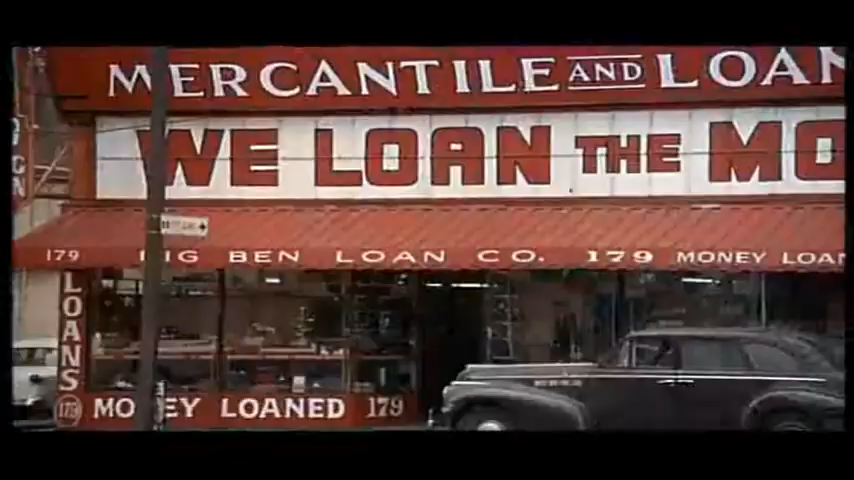 MERCANTILE AND LOAN
WE LOAN THE MO
179 BIG BEN LOAN CO. 179 MONEY LOAN
LOANS
179
MONEY LOANED 179